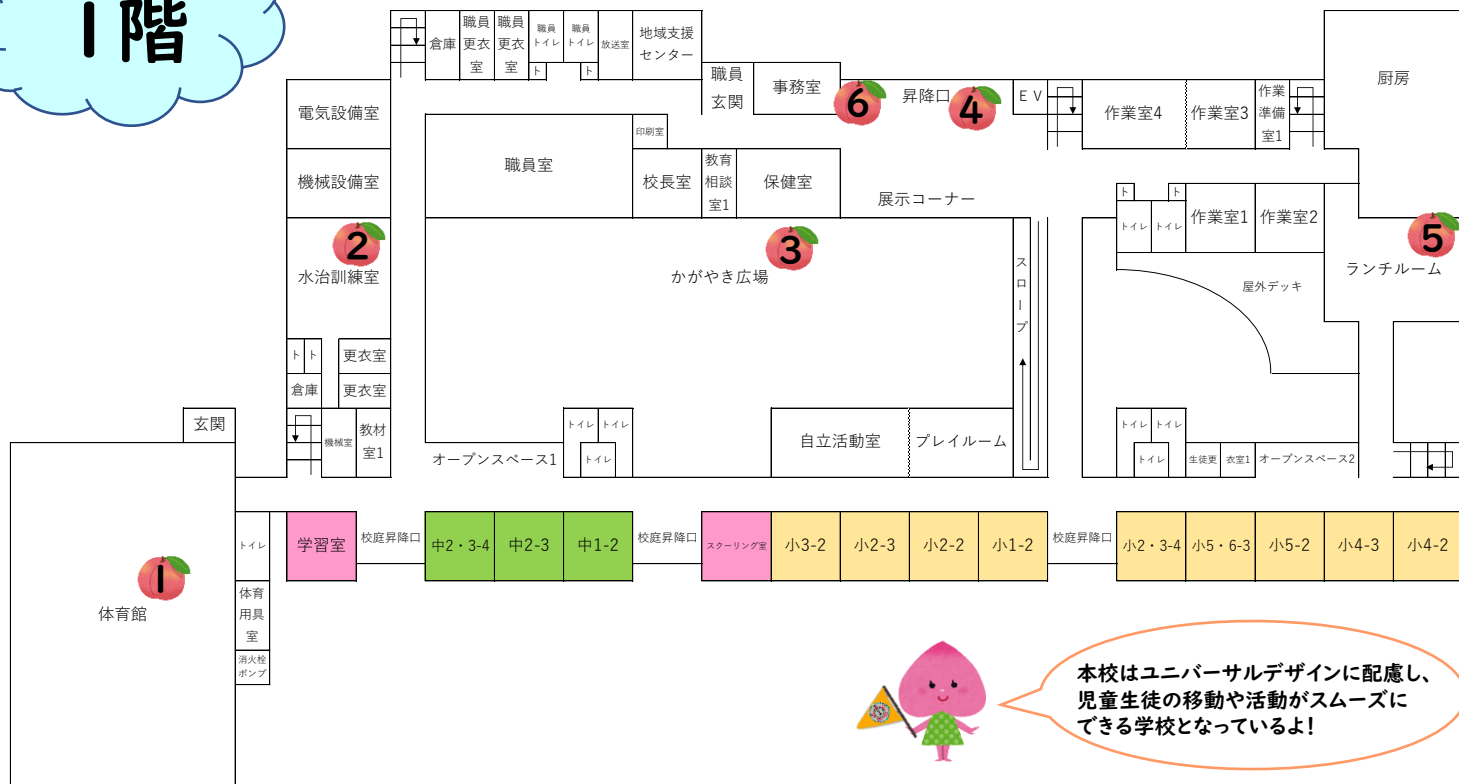 1階
倉庫
職員
更衣
室
職員
更衣
室
職員
トイレ
職員
トイレ
放送室
地域支援
センター
ト
ト
職員
玄関
事務室
6
昇降口
4
EV
作業室4
作業室3
作業
準備
室1
厨房
電気設備室
印刷室
職員室
機械設備室
校長室
教育
相談
室1
保健室
展示コーナー
ト
ト
トイレ
トイレ
作業室1
作業室2
2
水治訓練室
3
かがやき広場
スロープ
屋外デッキ
5
ランチルーム
ト
ト
更衣室
倉庫
更衣室
玄関
機械室
教材
室1
オープンスペース1
トイレ
トイレ
トイレ
自立活動室
プレイルーム
トイレ
トイレ
トイレ
生徒更
衣室1
オープンスペース2
トイレ
学習室
校庭昇降口
中2・3-4
中2-3
中1-2
校庭昇降口
スクーリング室
小3-2
小2-3
小2-2
小1-2
校庭昇降口
小2・3-4
小5・6-3
小5-2
小4-3
小4-2
1
体育館
体育
用具
室
消火栓
ポンプ
本校はユニバーサルデザインに配慮し、
児童生徒の移動や活動がスムーズに
できる学校となっているよ!